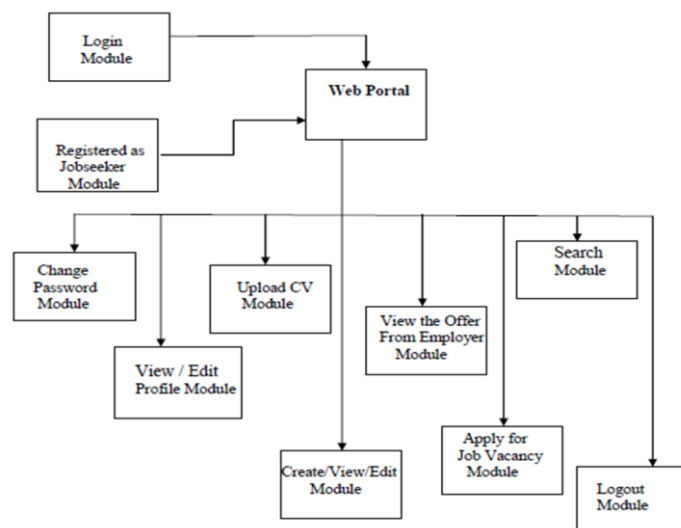 Login
Module
Web Portal
Registered as
Jobseeker
Module
Change
Password
Module
Upload CV
Module
Search
Module
View the Offer
From Employer
Module
View / Edit
Profile Module
Apply for
Job Vacancy
Module
Create/View/Edit
Module
Logout
Module